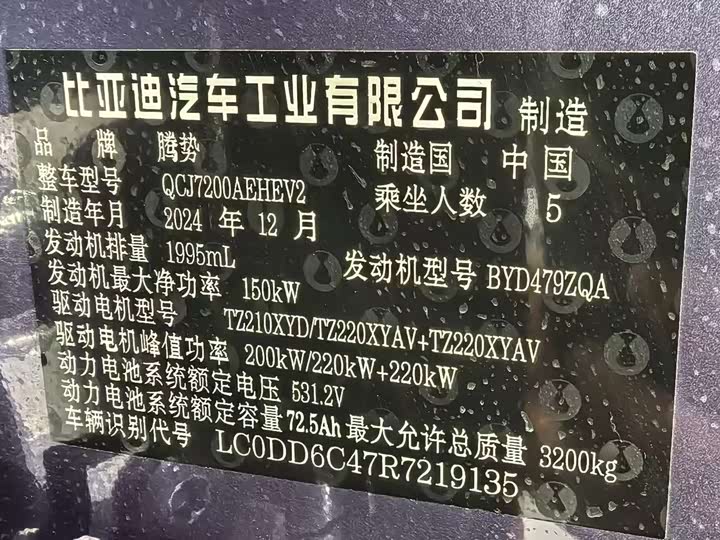 比亚迪汽车工业有限公司 制造
品牌 腾势 制造国 中国
整车型号 QCJ7200AEHEV2 乘坐人数 5
制造年月 2024 年 12 月
发动机排量 1995mL 发动机型号 BYD479ZQA
发动机最大净功率 150kW
驱动电机型号 TZ210XYD/TZ220XYAV+TZ220XYAV
驱动电机峰值功率 200kW/220kW+220kW
动力电池系统额定电压 531.2V
动力电池系统额定容量 72.5Ah 最大允许总质量 3200kg
车辆识别代号 LC0DD6C47R7219135